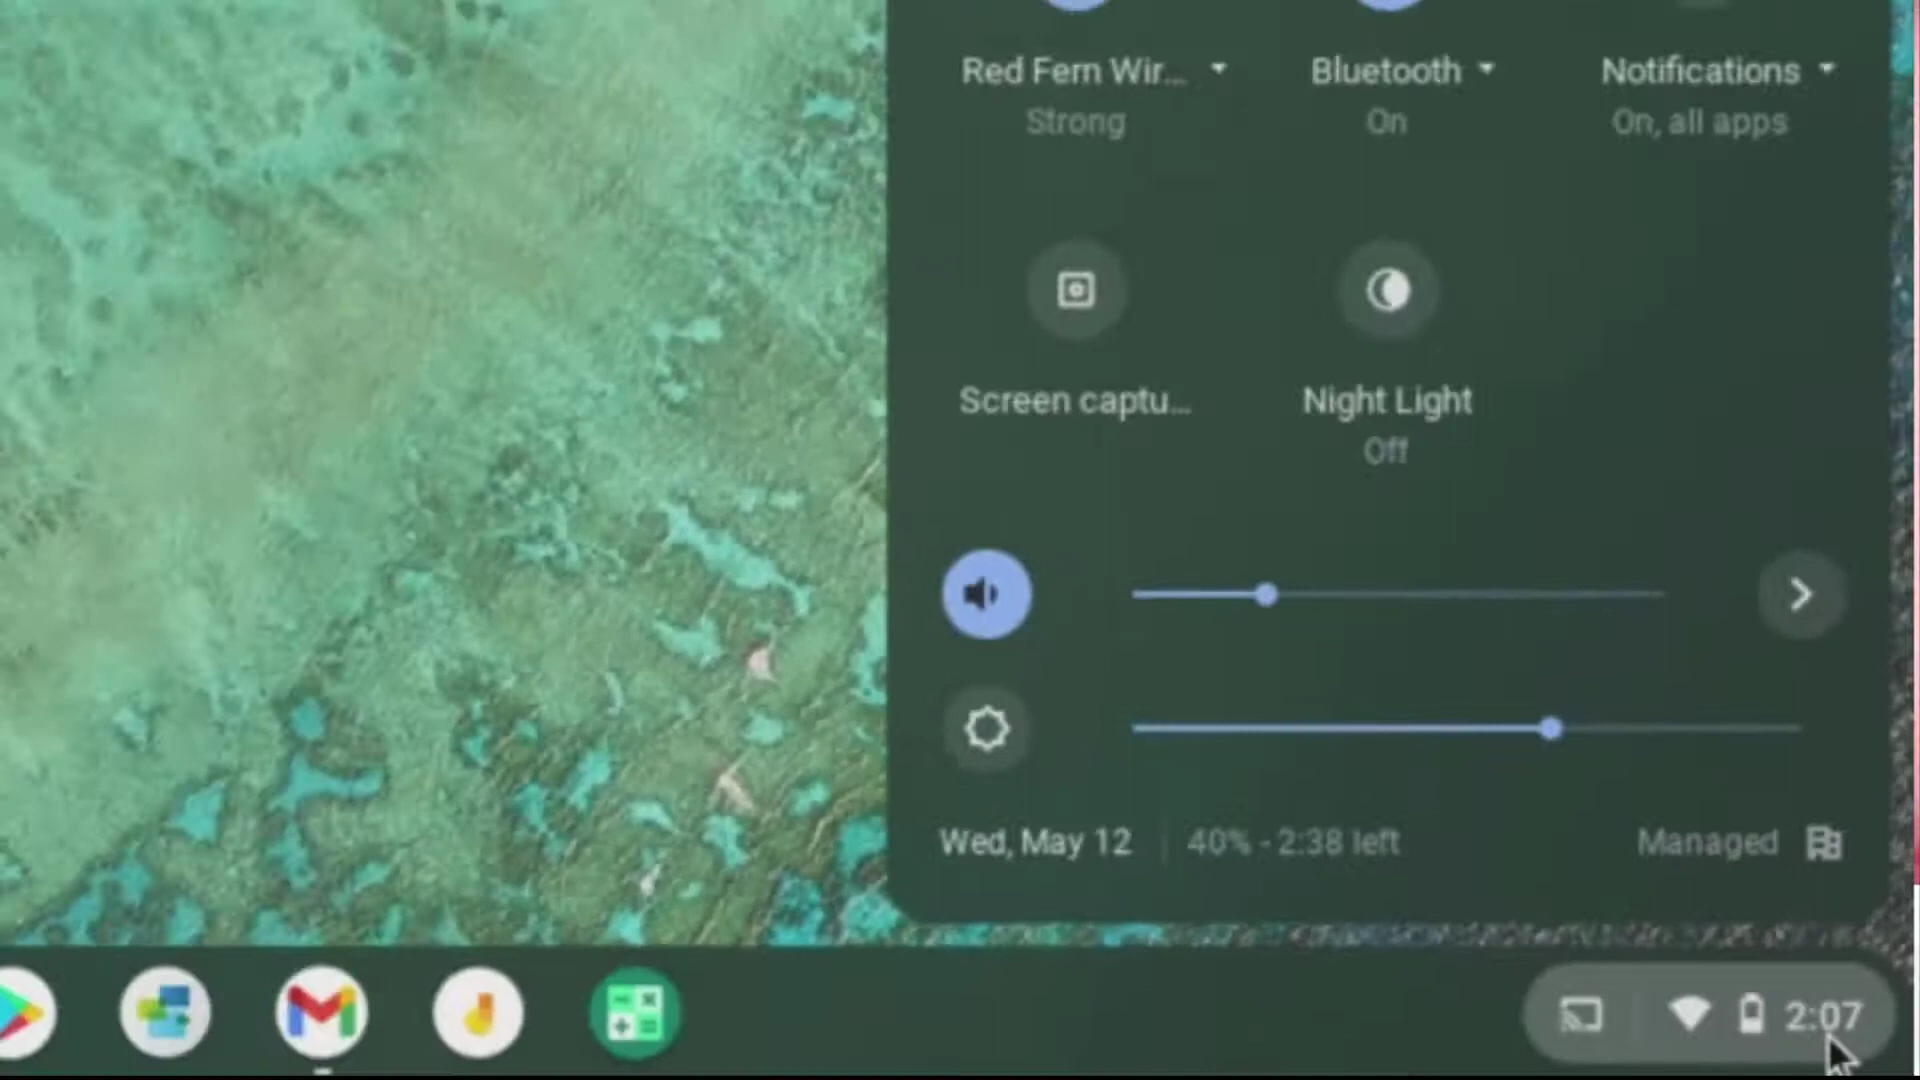 Red Fern Wir...
Bluetooth
Notifications
Strong
On
On, all apps
Screen captu...
Night Light
Off
Wed, May 12
40% - 2:38 left
Managed
2:07